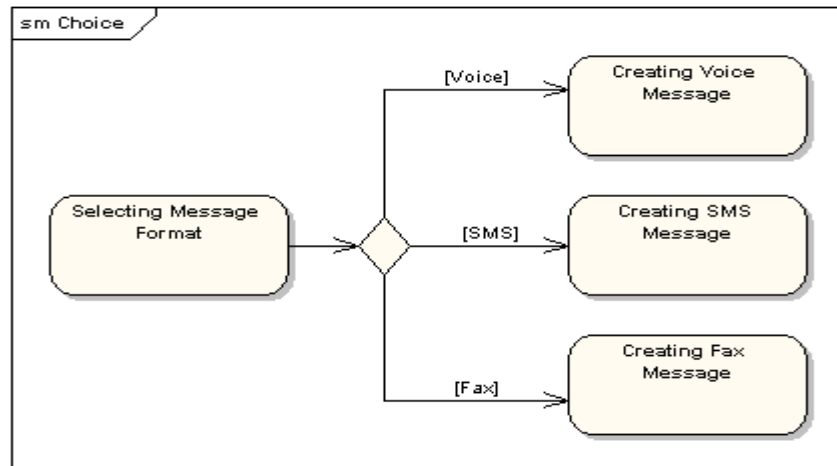 sm Choice
[Voice]
Creating Voice
Message
Selecting Message
Format
[SMS]
Creating SMS
Message
[Fax]
Creating Fax
Message